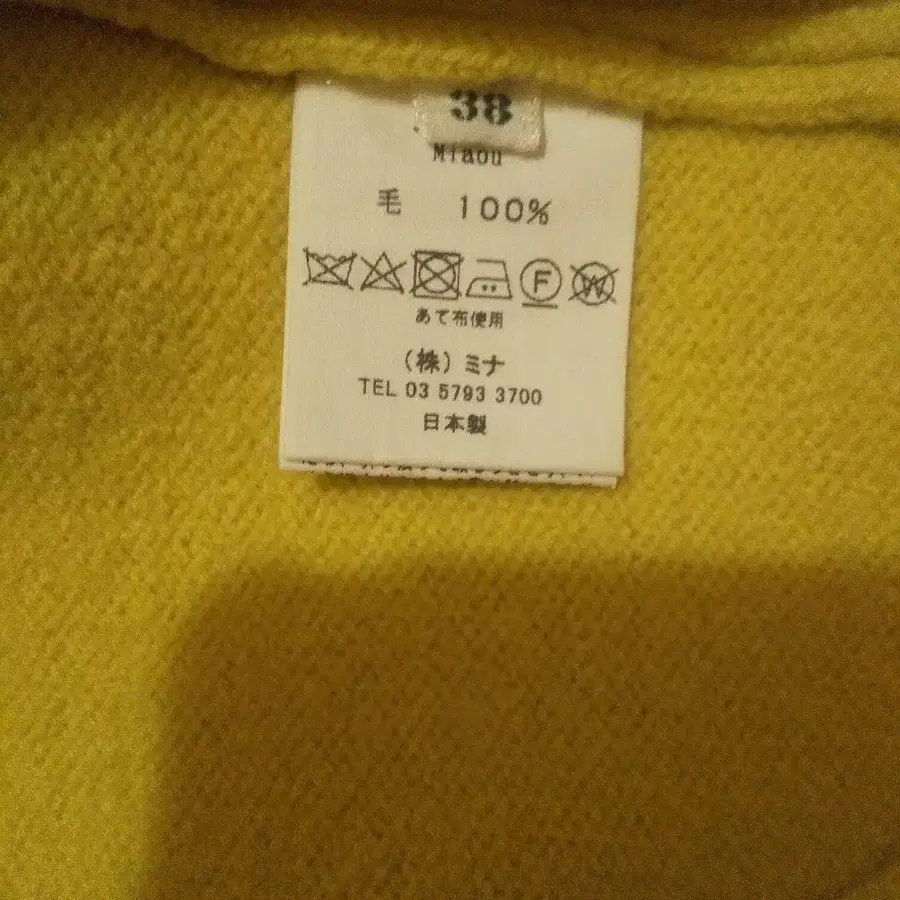 38
Miaou
毛 100%
F W
あて布使用
(株)ミナ
TEL 03 5793 3700
日本製